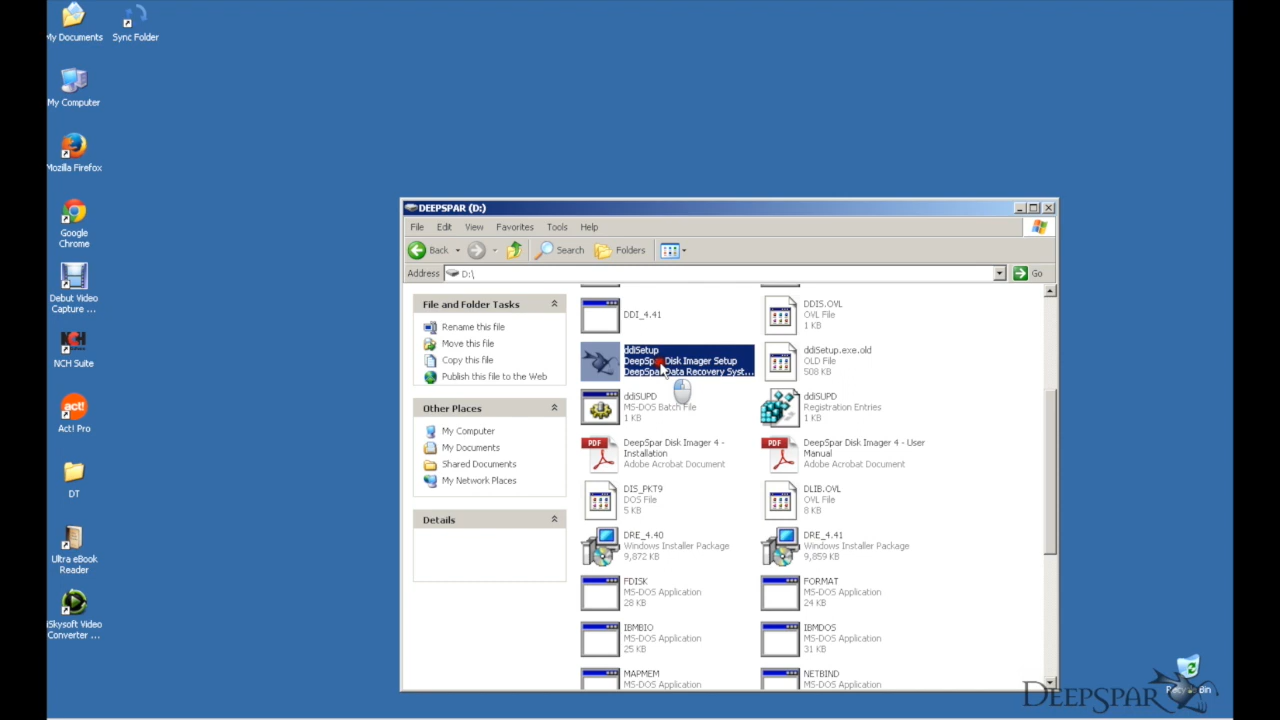 My Documents
Sync Folder
My Computer
Mozilla Firefox
Google
Chrome
Debut Video
Capture ...
NCH
NCH Suite
act!
Act! Pro
DT
Ultra eBook
Reader
iSkysoft Video
Converter ...
DEEPSPAR (D:)
File Edit View Favorites Tools Help
Back Search Folders
Address D:\ Go
File and Folder Tasks
Rename this file
Move this file
Copy this file
Publish this file to the Web
Other Places
My Computer
My Documents
Shared Documents
My Network Places
Details
DDI_4.41
DDIS.OVL
OVL File
1 KB
ddiSetup
DeepSpar Disk Imager Setup
DeepSpar Data Recovery Syst...
ddiSetup.exe.old
OLD File
508 KB
ddiSUPD
MS-DOS Batch File
1 KB
ddiSUPD
Registration Entries
1 KB
PDF
DeepSpar Disk Imager 4 -
Installation
Adobe Acrobat Document
PDF
DeepSpar Disk Imager 4 - User
Manual
Adobe Acrobat Document
DIS_PKT9
DOS File
5 KB
DLIB.OVL
OVL File
8 KB
DRE_4.40
Windows Installer Package
9,872 KB
DRE_4.41
Windows Installer Package
9,859 KB
FDISK
MS-DOS Application
28 KB
FORMAT
MS-DOS Application
24 KB
IBMBIO
MS-DOS Application
25 KB
IBMDOS
MS-DOS Application
31 KB
MAPMEM
MS-DOS Application
NETBIND
MS-DOS Application
Recycle Bin
DEEPSPAR